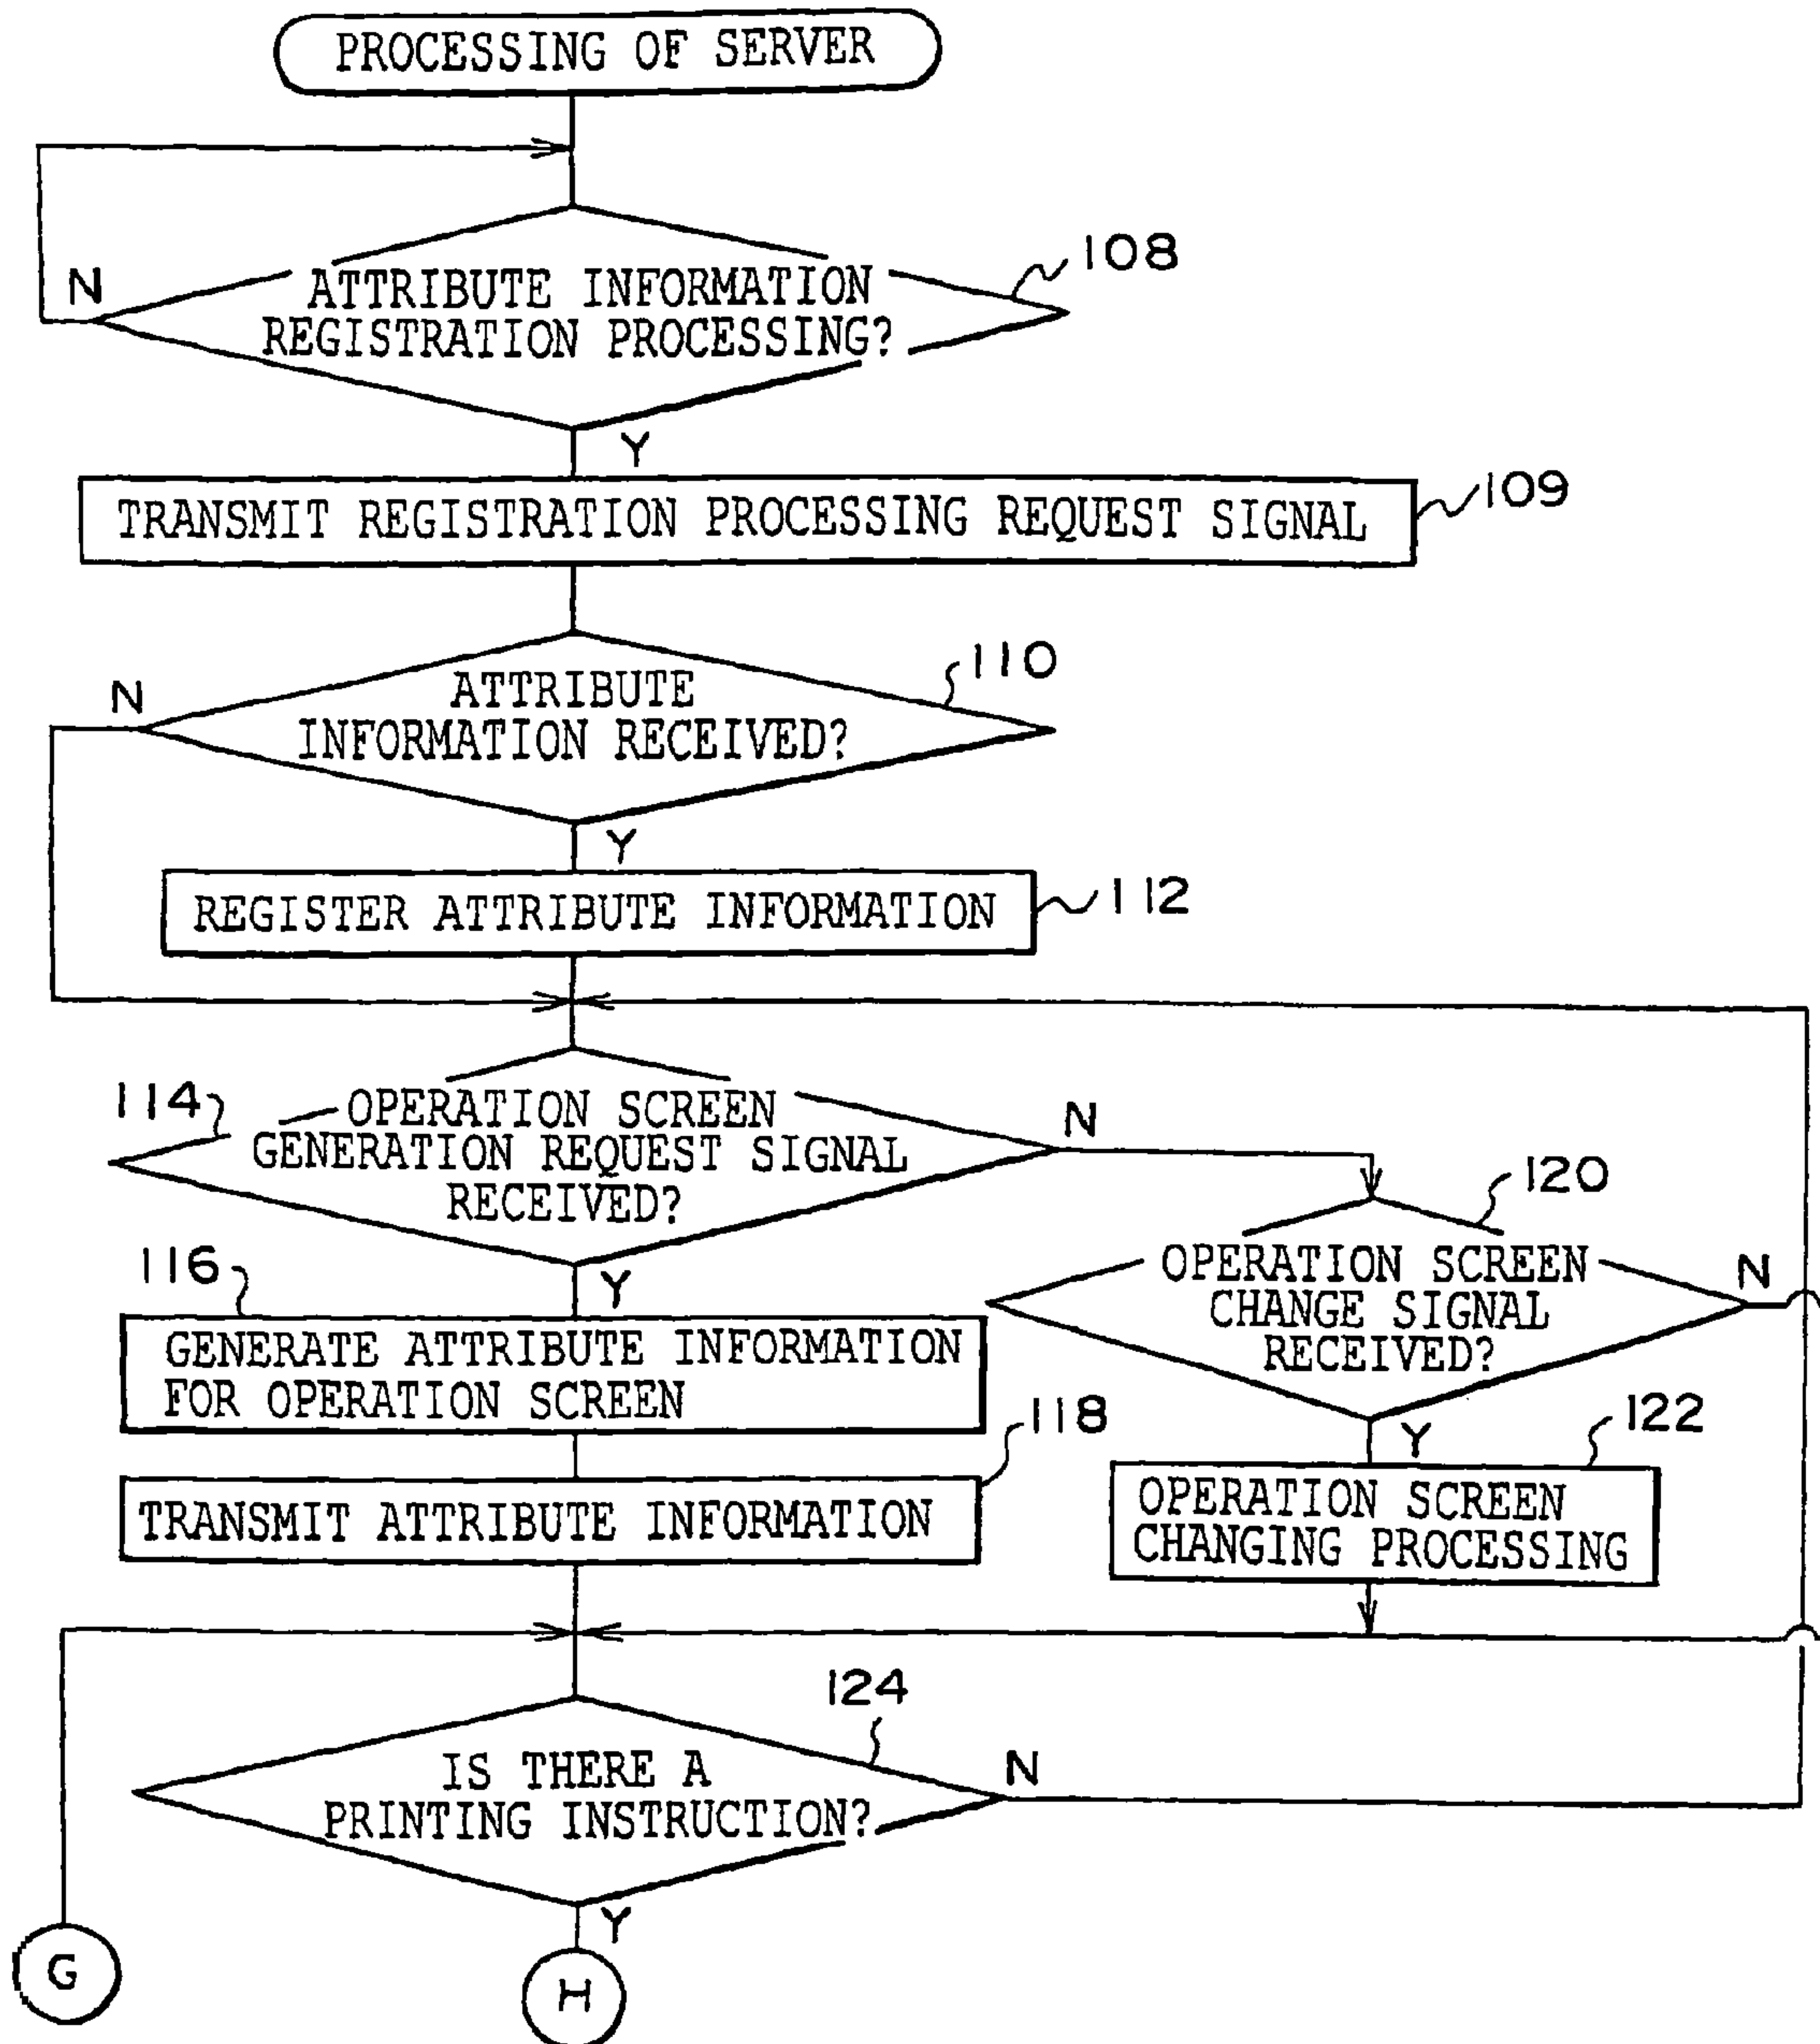 PROCESSING OF SERVER
108
N
ATTRIBUTE INFORMATION
REGISTRATION PROCESSING?
Y
TRANSMIT REGISTRATION PROCESSING REQUEST SIGNAL
109
110
N
ATTRIBUTE
INFORMATION RECEIVED?
Y
REGISTER ATTRIBUTE INFORMATION
112
114
OPERATION SCREEN
GENERATION REQUEST SIGNAL
RECEIVED?
N
Y
120
OPERATION SCREEN
CHANGE SIGNAL
RECEIVED?
N
Y
116
GENERATE ATTRIBUTE INFORMATION
FOR OPERATION SCREEN
118
TRANSMIT ATTRIBUTE INFORMATION
122
OPERATION SCREEN
CHANGING PROCESSING
124
IS THERE A
PRINTING INSTRUCTION?
N
Y
G
H